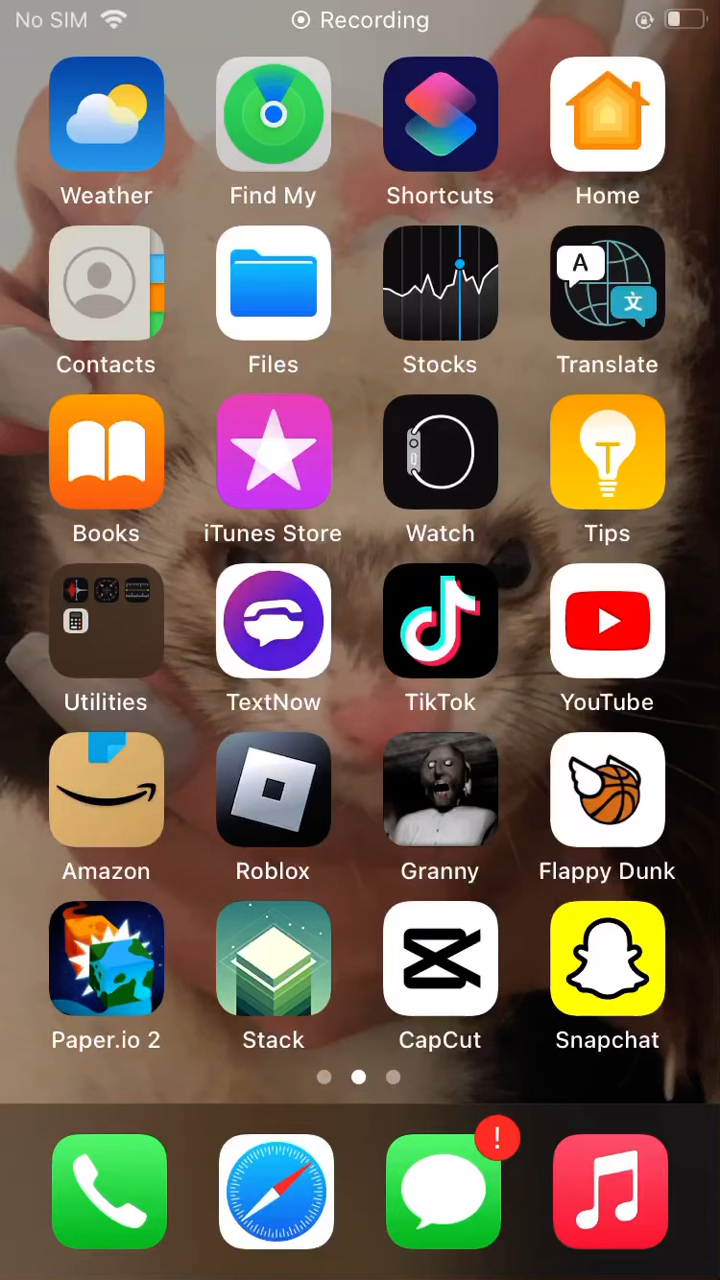 No SIM Recording
Weather Find My Shortcuts Home
A
文
Contacts Files Stocks Translate
Books iTunes Store Watch Tips
Utilities TextNow TikTok YouTube
Amazon Roblox Granny Flappy Dunk
Paper.io 2 Stack CapCut Snapchat
!